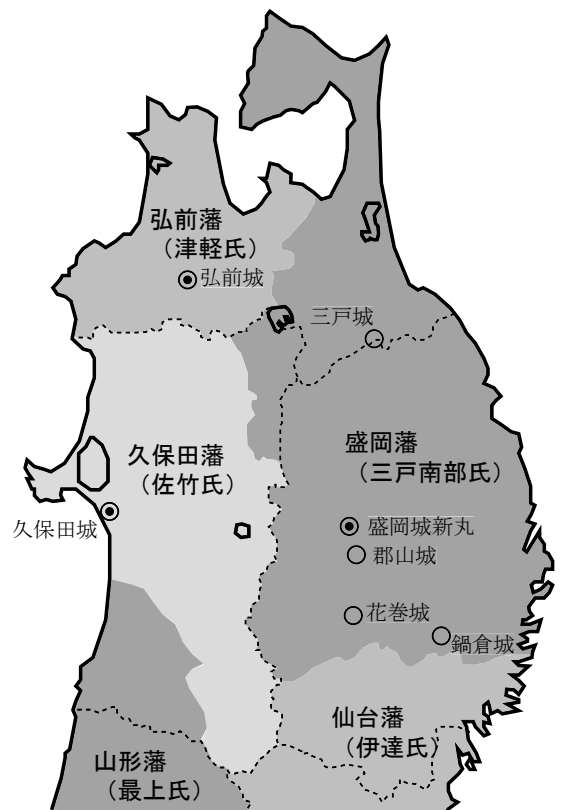 弘前藩
（津軽氏）
弘前城
三戸城
久保田藩
（佐竹氏）
盛岡藩
（三戸南部氏）
久保田城
盛岡城新丸
郡山城
花巻城
鍋倉城
仙台藩
（伊達氏）
山形藩
（最上氏）